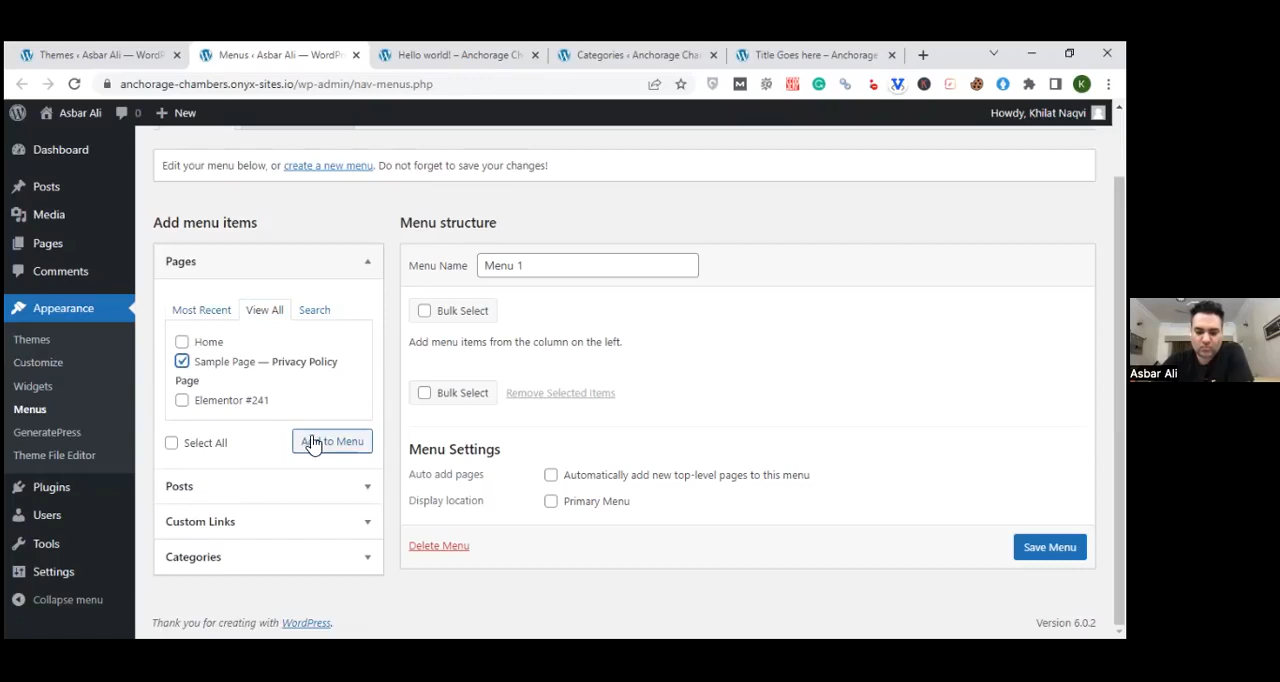 Themes ‹ Asbar Ali — WordP
Menus ‹ Asbar Ali — WordPr
Hello world! – Anchorage Ch
Categories ‹ Anchorage Cha
Title Goes here – Anchorage
anchorage-chambers.onyx-sites.io/wp-admin/nav-menus.php
K
Asbar Ali
0
New
Howdy, Khilat Naqvi
Dashboard
Posts
Media
Pages
Comments
Appearance
Themes
Customize
Widgets
Menus
GeneratePress
Theme File Editor
Plugins
Users
Tools
Settings
Collapse menu
Edit your menu below, or create a new menu. Do not forget to save your changes!
Add menu items
Pages
Most Recent
View All
Search
Home
Sample Page — Privacy Policy
Page
Elementor #241
Select All
Add to Menu
Posts
Custom Links
Categories
Menu structure
Menu Name
Menu 1
Bulk Select
Add menu items from the column on the left.
Bulk Select
Remove Selected Items
Menu Settings
Auto add pages
Automatically add new top-level pages to this menu
Display location
Primary Menu
Delete Menu
Save Menu
Thank you for creating with WordPress.
Version 6.0.2
Asbar Ali